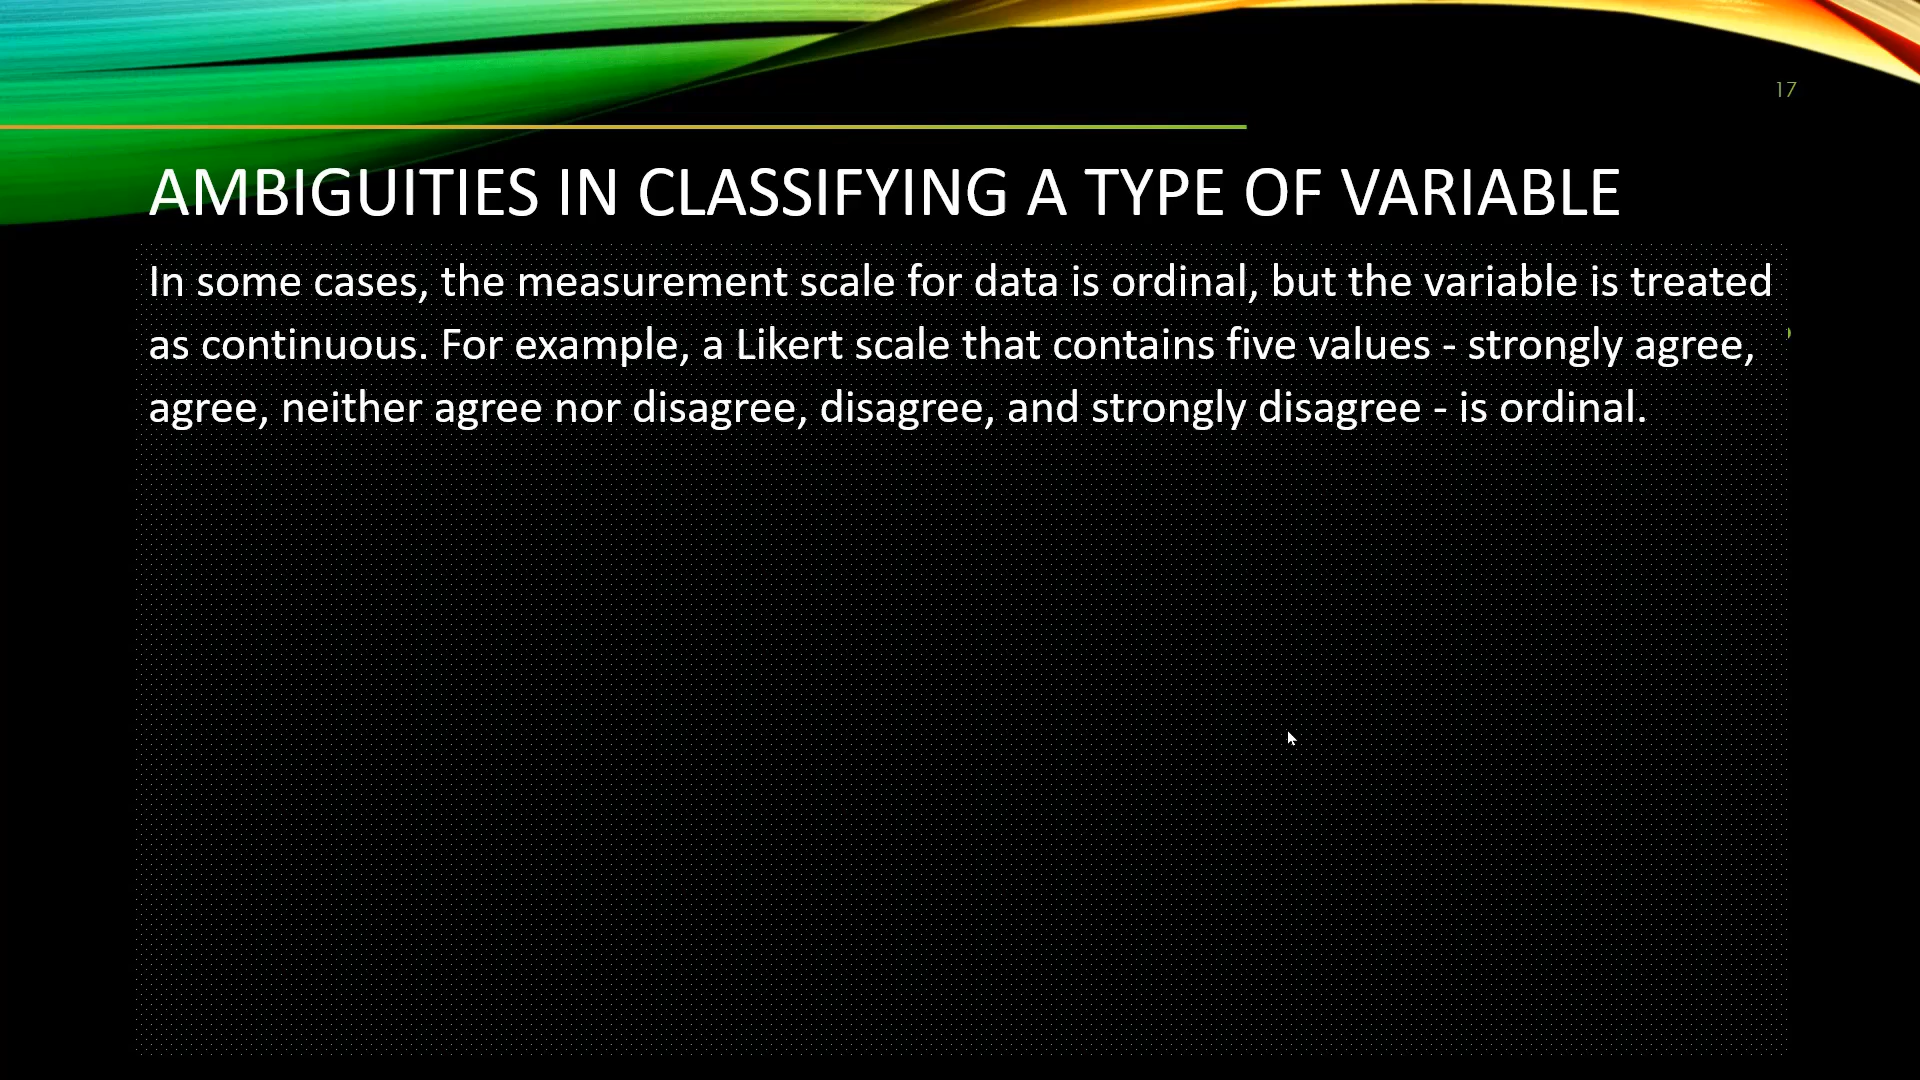 17
AMBIGUITIES IN CLASSIFYING A TYPE OF VARIABLE
In some cases, the measurement scale for data is ordinal, but the variable is treated
as continuous. For example, a Likert scale that contains five values - strongly agree,
agree, neither agree nor disagree, disagree, and strongly disagree - is ordinal.